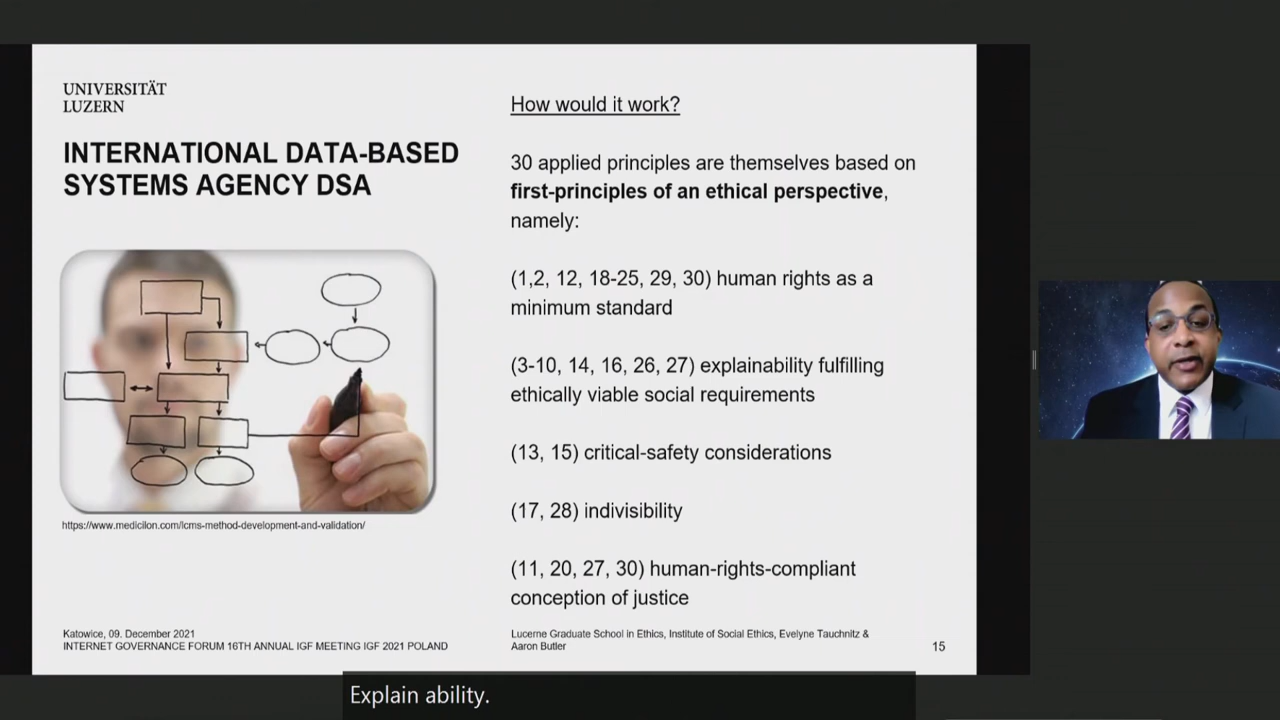 UNIVERSITÄT
LUZERN
INTERNATIONAL DATA-BASED
SYSTEMS AGENCY DSA
https://www.medicilon.com/lcms-method-development-and-validation/
Katowice, 09. December 2021
INTERNET GOVERNANCE FORUM 16TH ANNUAL IGF MEETING IGF 2021 POLAND
How would it work?
30 applied principles are themselves based on
first-principles of an ethical perspective,
namely:
(1,2, 12, 18-25, 29, 30) human rights as a
minimum standard
(3-10, 14, 16, 26, 27) explainability fulfilling
ethically viable social requirements
(13, 15) critical-safety considerations
(17, 28) indivisibility
(11, 20, 27, 30) human-rights-compliant
conception of justice
Lucerne Graduate School in Ethics, Institute of Social Ethics, Evelyne Tauchnitz &
Aaron Butler
15
Explain ability.